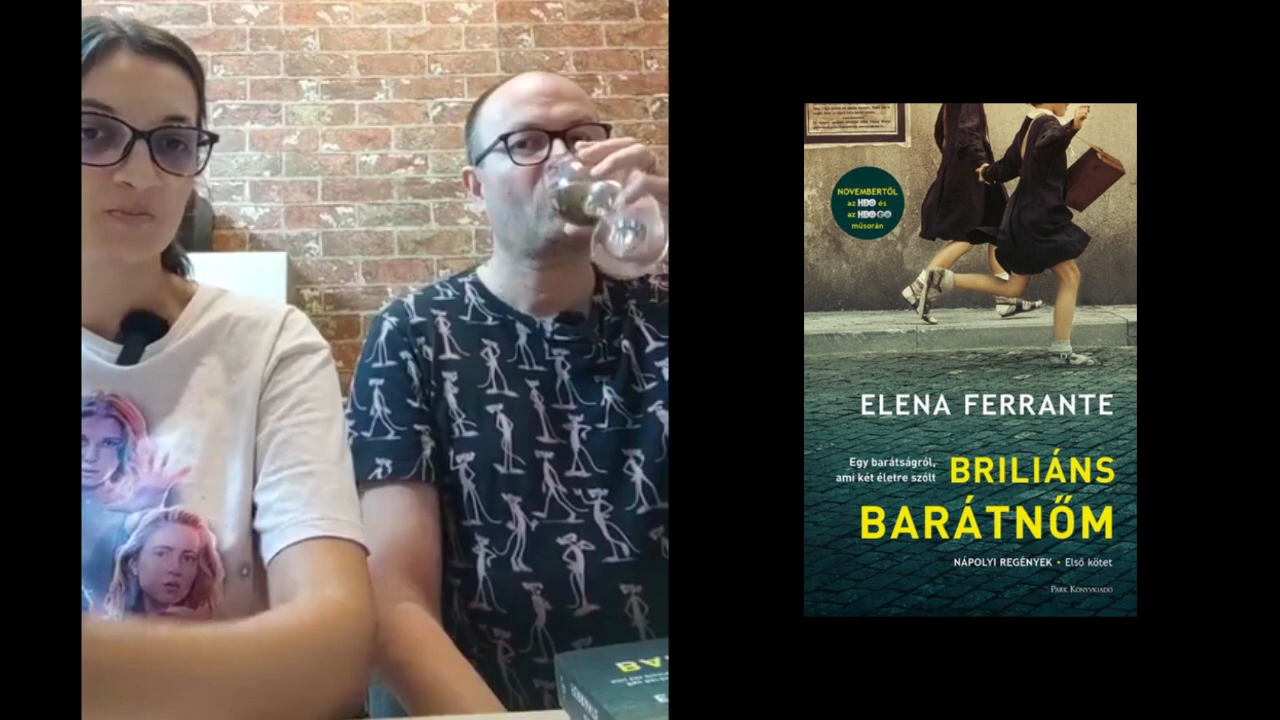 NOVEMBERTŐL
az HBO és
az HBO GO
műsorán
ELENA FERRANTE
Egy barátságról,
ami két életre szólt
BRILIÁNS
BARÁTNŐM
NÁPOLYI REGÉNYEK • Első kötet
PARK KÖNYVKIADÓ